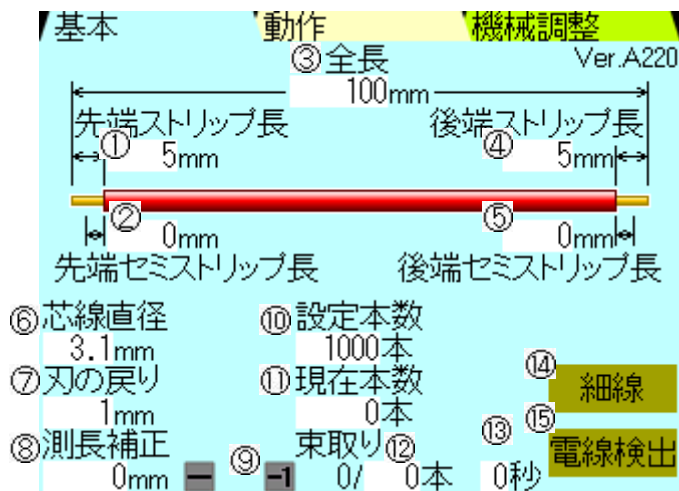 基本 動作 機械調整
③全長 Ver.A220
100mm
先端ストリップ長 後端ストリップ長
① 5mm ④ 5mm
② ⑤
0mm 0mm
先端セミストリップ長 後端セミストリップ長
⑥芯線直径 ⑩設定本数
3.1mm 1000本
⑦刃の戻り ⑪現在本数 ⑭ 細線
1mm 0本
⑧測長補正 束取り⑫ ⑬ ⑮ 電線検出
0mm ー ⑨ -1 0/ 0本 0秒